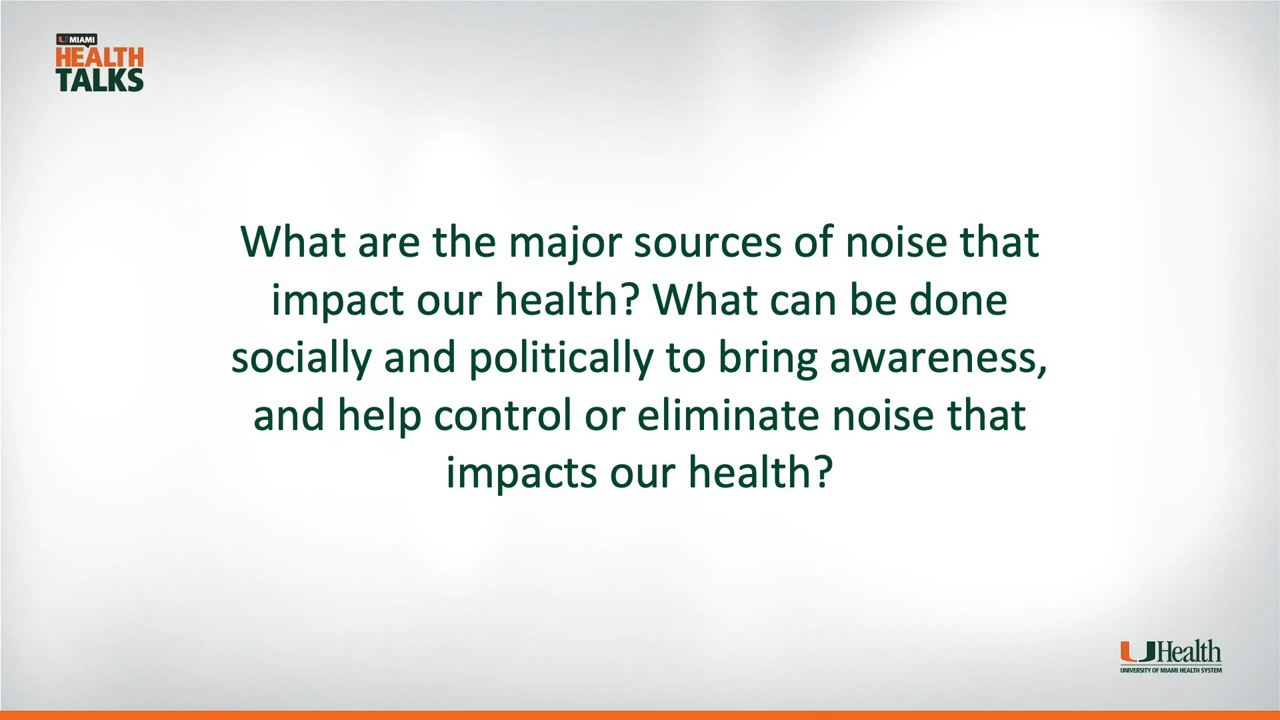 MIAMI
HEALTH
TALKS
What are the major sources of noise that
impact our health? What can be done
socially and politically to bring awareness,
and help control or eliminate noise that
impacts our health?
UHealth
UNIVERSITY OF MIAMI HEALTH SYSTEM